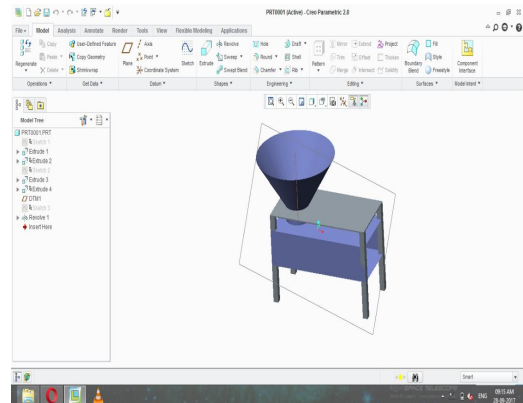 PRT0001 (Active) - Creo Parametric 2.0
File Model Analysis Annotate Render Tools View Flexible Modeling Applications
Regenerate
Copy
Paste
Delete
User-Defined Feature
Copy Geometry
Shrinkwrap
Plane
Axis
Point
Coordinate System
Sketch
Extrude
Revolve
Sweep
Swept Blend
Hole
Round
Chamfer
Draft
Shell
Rib
Pattern
Mirror
Trim
Merge
Extend
Offset
Intersect
Project
Thicken
Solidify
Boundary Blend
Fill
Style
Freestyle
Component Interface
Operations Get Data Datum Shapes Engineering Editing Surfaces Model Intent
Model Tree
PRT0001.PRT
Sketch 1
Extrude 1
Extrude 2
Sketch 2
Extrude 3
Extrude 4
DTM1
Revolve 1
Insert Here
Smart
ENG
09:15 AM
28-09-2017